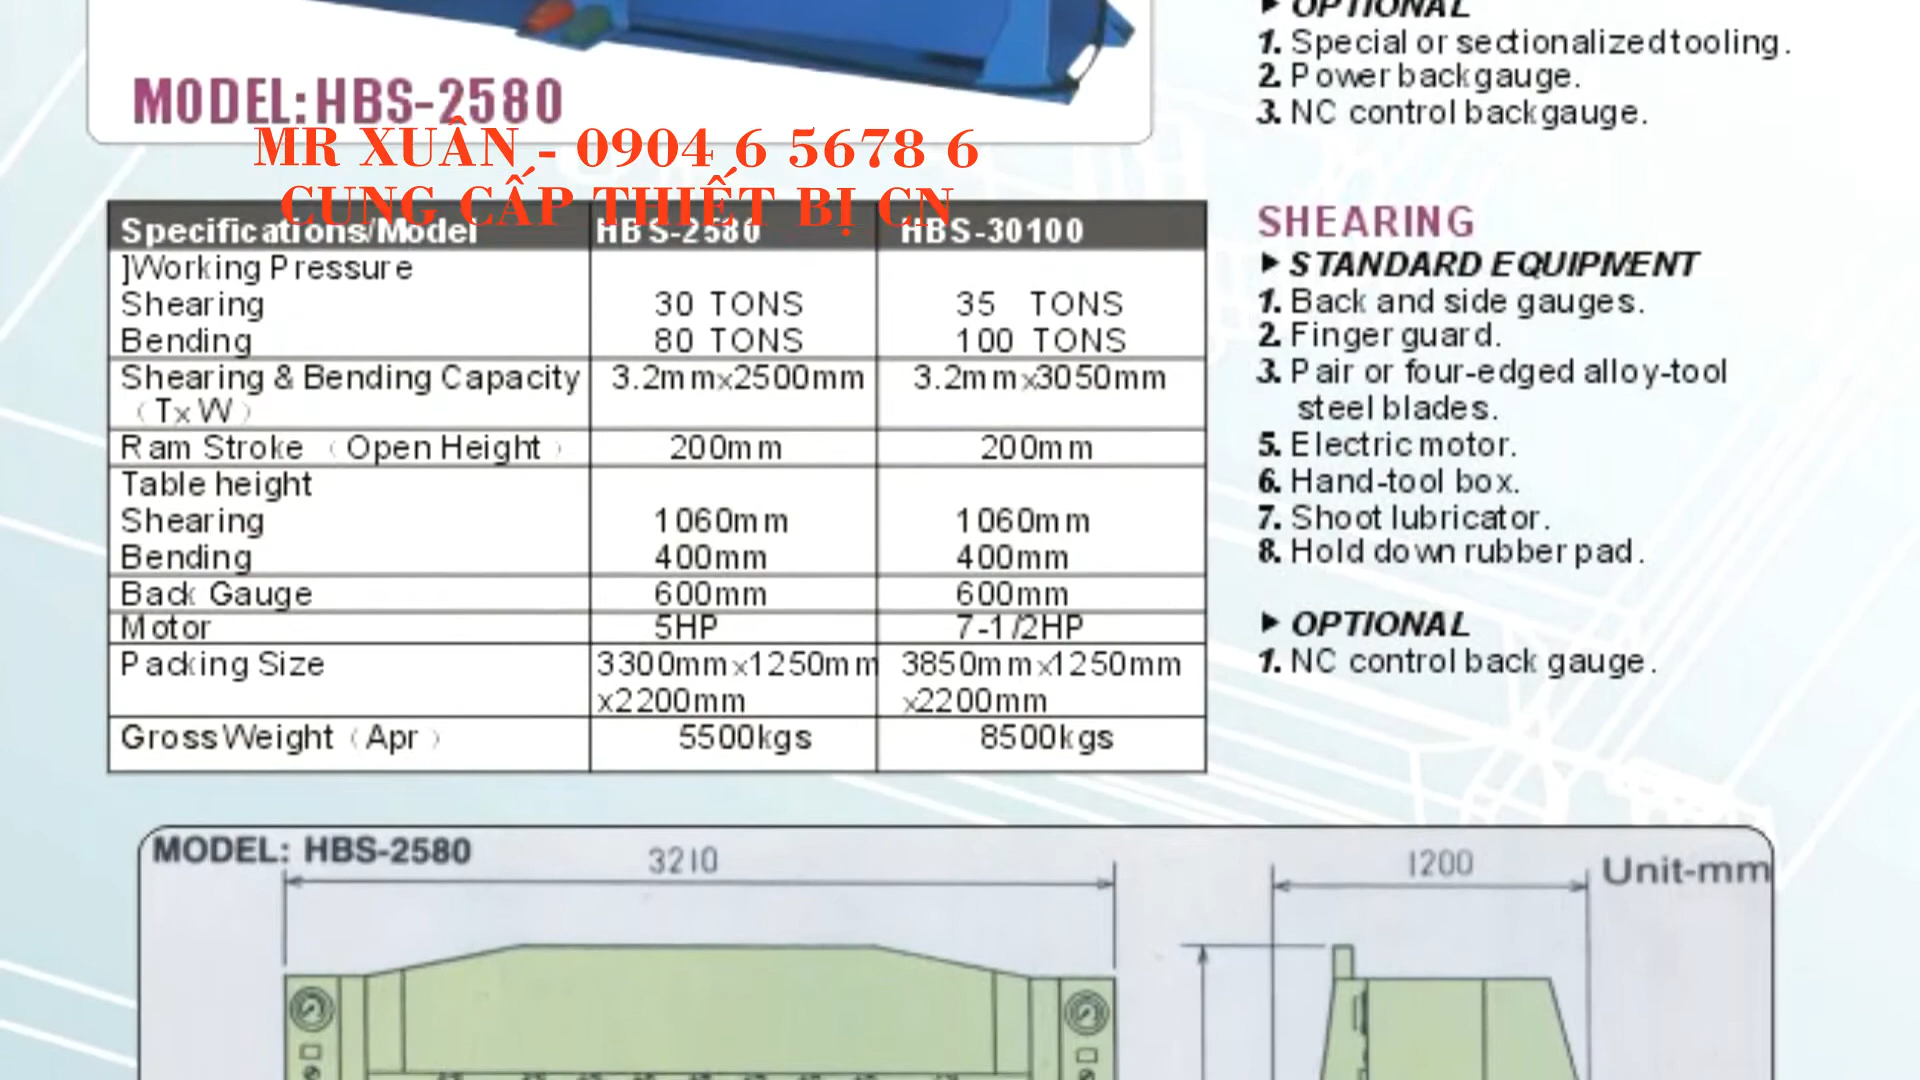 MODEL:HBS-2580
MR XUÂN - 0904 6 5678 6
CUNG CẤP THIẾT BỊ CN
Specifications/Model HBS-2580 HBS-30100
]Working Pressure
Shearing 30 TONS 35 TONS
Bending 80 TONS 100 TONS
Shearing & Bending Capacity 3.2mmx2500mm 3.2mmx3050mm
(TxW)
Ram Stroke (Open Height) 200mm 200mm
Table height
Shearing 1060mm 1060mm
Bending 400mm 400mm
Back Gauge 600mm 600mm
Motor 5HP 7-1/2HP
Packing Size 3300mmx1250mm 3850mmx1250mm
x2200mm x2200mm
Gross Weight (Apr) 5500kgs 8500kgs
▶ OPTIONAL
1. Special or sectionalized tooling.
2. Power backgauge.
3. NC control backgauge.
SHEARING
▶ STANDARD EQUIPMENT
1. Back and side gauges.
2. Finger guard.
3. Pair or four-edged alloy-tool
steel blades.
5. Electric motor.
6. Hand-tool box.
7. Shoot lubricator.
8. Hold down rubber pad.
▶ OPTIONAL
1. NC control back gauge.
MODEL: HBS-2580
3210
1200
Unit-mm